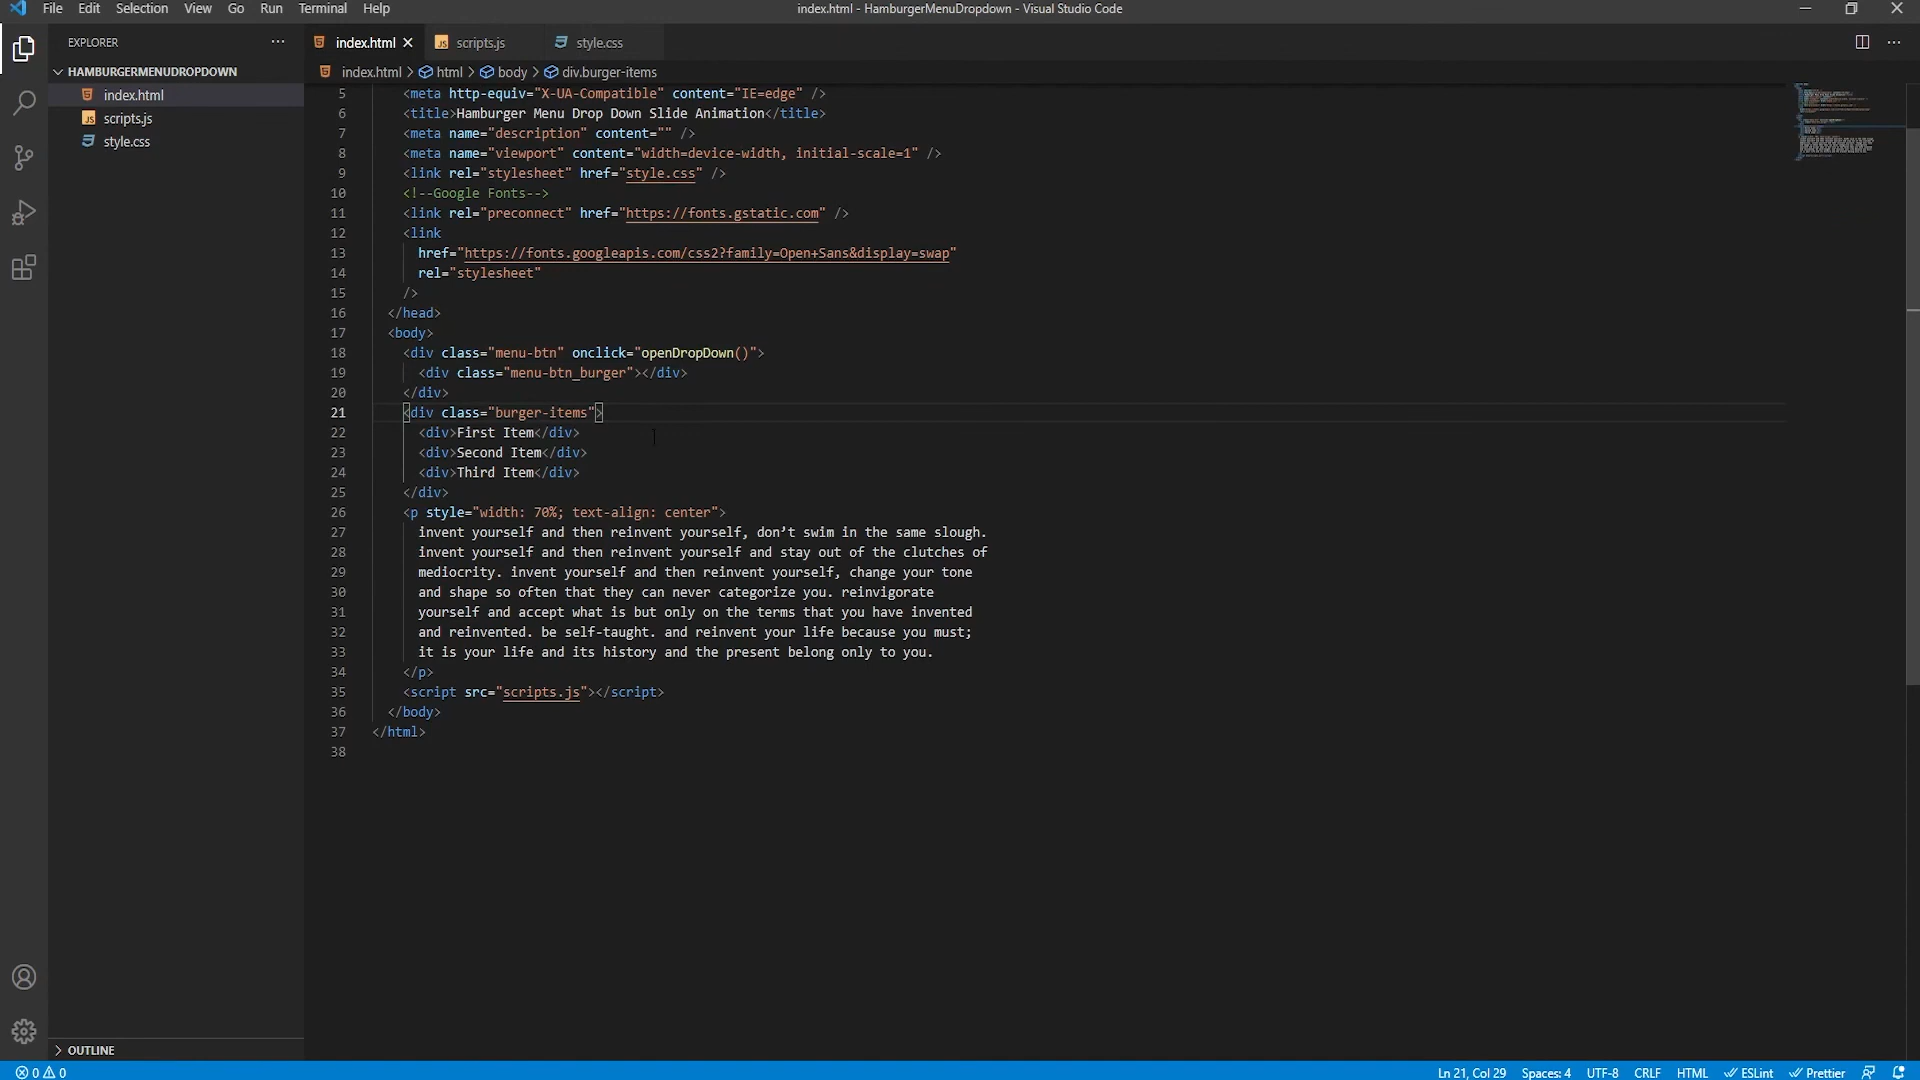 File Edit Selection View Go Run Terminal Help
index.html - HamburgerMenuDropdown - Visual Studio Code
EXPLORER
HAMBURGERMENUDROPDOWN
index.html
scripts.js
style.css
OUTLINE
index.html scripts.js style.css
index.html > html > body > div.burger-items
5 <meta http-equiv="X-UA-Compatible" content="IE=edge" />
6 <title>Hamburger Menu Drop Down Slide Animation</title>
7 <meta name="description" content="" />
8 <meta name="viewport" content="width=device-width, initial-scale=1" />
9 <link rel="stylesheet" href="style.css" />
10 <!--Google Fonts-->
11 <link rel="preconnect" href="https://fonts.gstatic.com" />
12 <link
13 href="https://fonts.googleapis.com/css2?family=Open+Sans&display=swap"
14 rel="stylesheet"
15 />
16 </head>
17 <body>
18 <div class="menu-btn" onclick="openDropDown()">
19 <div class="menu-btn_burger"></div>
20 </div>
21 <div class="burger-items">
22 <div>First Item</div>
23 <div>Second Item</div>
24 <div>Third Item</div>
25 </div>
26 <p style="width: 70%; text-align: center">
27 invent yourself and then reinvent yourself, don’t swim in the same slough.
28 invent yourself and then reinvent yourself and stay out of the clutches of
29 mediocrity. invent yourself and then reinvent yourself, change your tone
30 and shape so often that they can never categorize you. reinvigorate
31 yourself and accept what is but only on the terms that you have invented
32 and reinvented. be self-taught. and reinvent your life because you must;
33 it is your life and its history and the present belong only to you.
34 </p>
35 <script src="scripts.js"></script>
36 </body>
37 </html>
38
0 0 Ln 21, Col 29 Spaces: 4 UTF-8 CRLF HTML ESLint Prettier